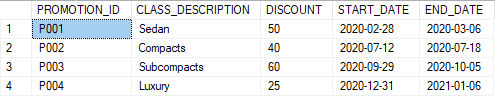 PROMOTION_ID CLASS_DESCRIPTION DISCOUNT START_DATE END_DATE
1 P001 Sedan 50 2020-02-28 2020-03-06
2 P002 Compacts 40 2020-07-12 2020-07-18
3 P003 Subcompacts 60 2020-09-29 2020-10-05
4 P004 Luxury 25 2020-12-31 2021-01-06